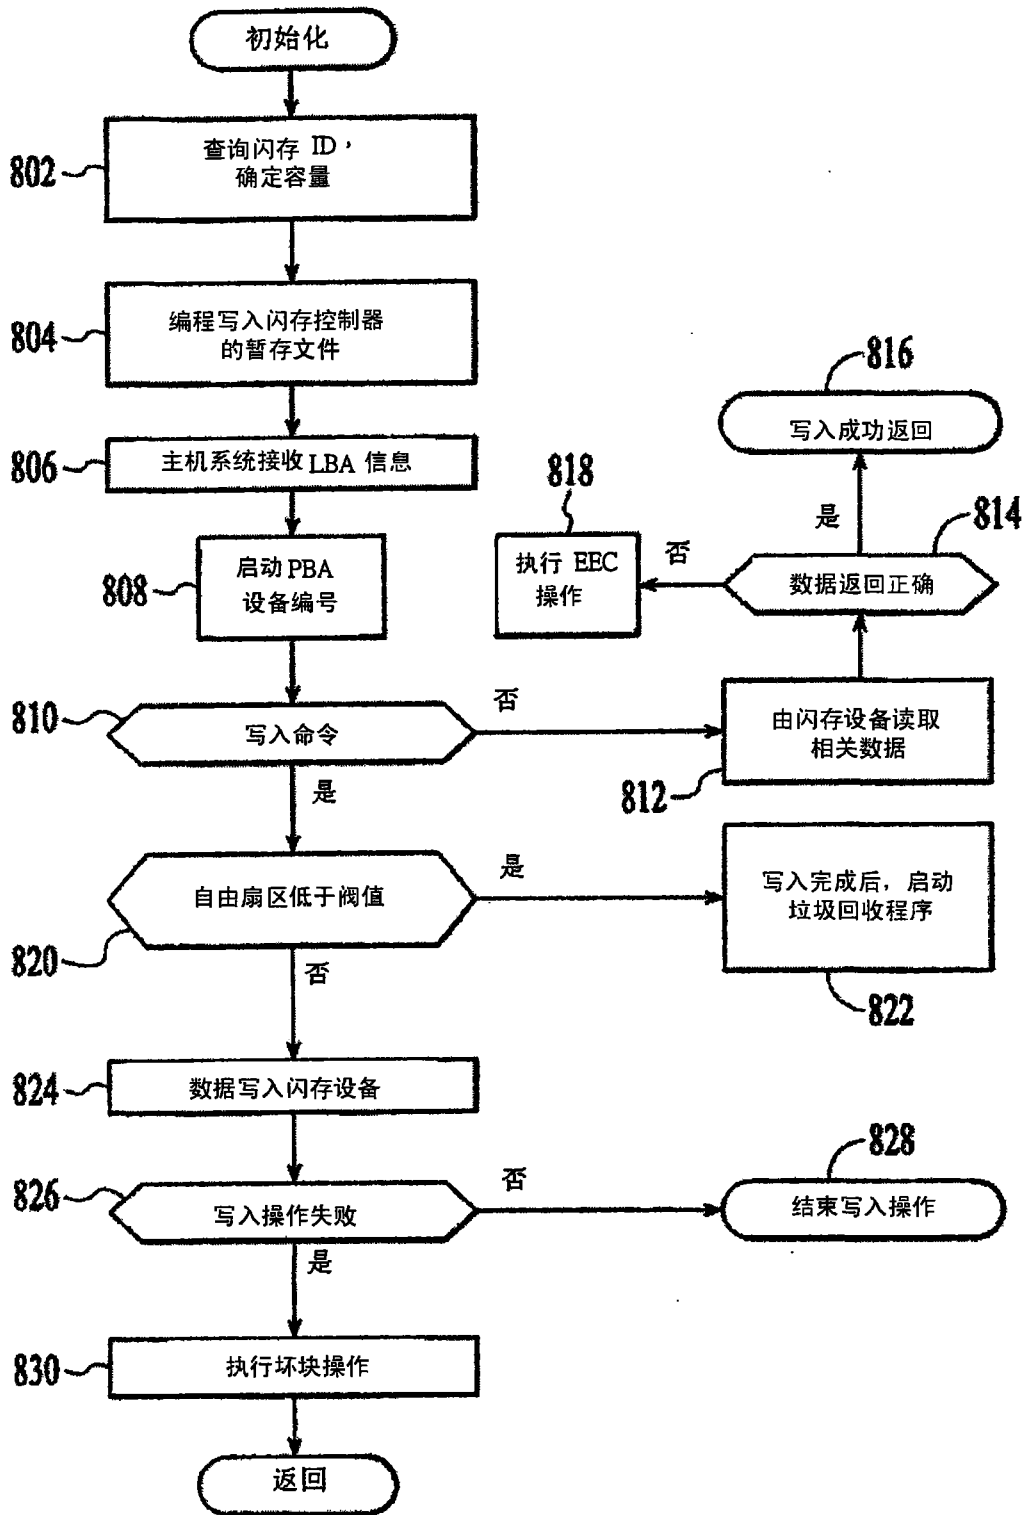 初始化
802
查询闪存 ID，
确定容量
804
编程写入闪存控制器
的暂存文件
806
主机系统接收 LBA 信息
808
启动 PBA
设备编号
810
写入命令
否
是
812
由闪存设备读取
相关数据
814
数据返回正确
是
否
816
写入成功返回
818
执行 EEC
操作
820
自由扇区低于阀值
是
否
822
写入完成后，启动
垃圾回收程序
824
数据写入闪存设备
826
写入操作失败
否
是
828
结束写入操作
830
执行坏块操作
返回